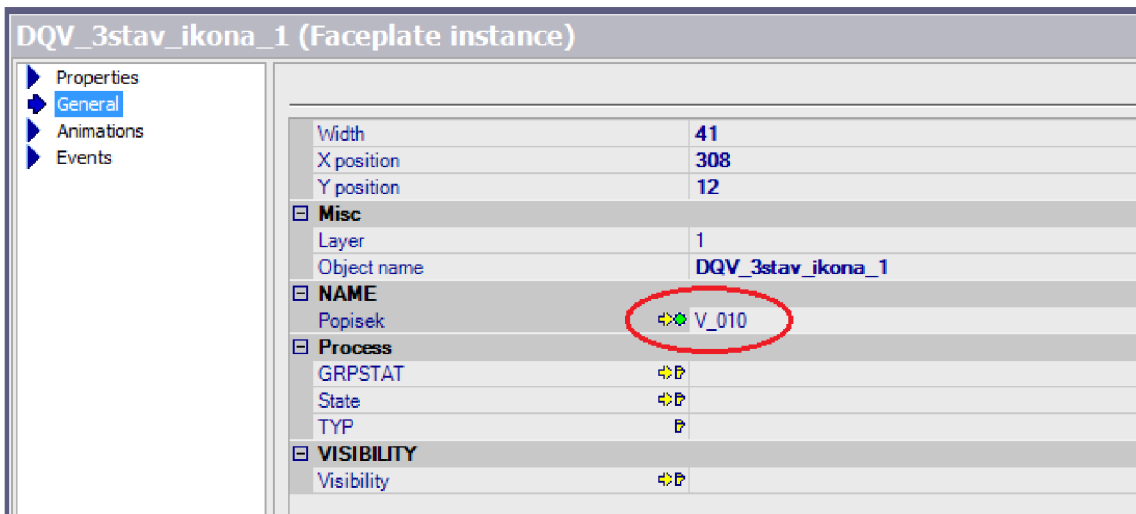 DQV_3stav_ikona_1 (Faceplate instance)
Properties
General
Animations
Events
Width 41
X position 308
Y position 12
Misc
Layer 1
Object name DQV_3stav_ikona_1
NAME
Popisek V_010
Process
GRPSTAT
State
TYP
VISIBILITY
Visibility